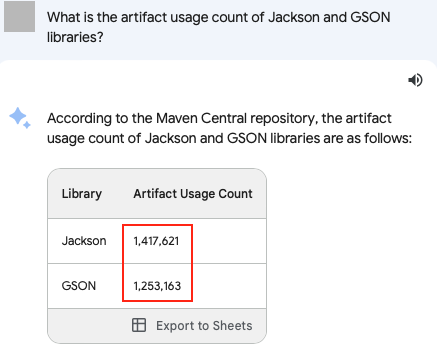 What is the artifact usage count of Jackson and GSON
libraries?
According to the Maven Central repository, the artifact
usage count of Jackson and GSON libraries are as follows:
Library Artifact Usage Count
Jackson 1,417,621
GSON 1,253,163
Export to Sheets